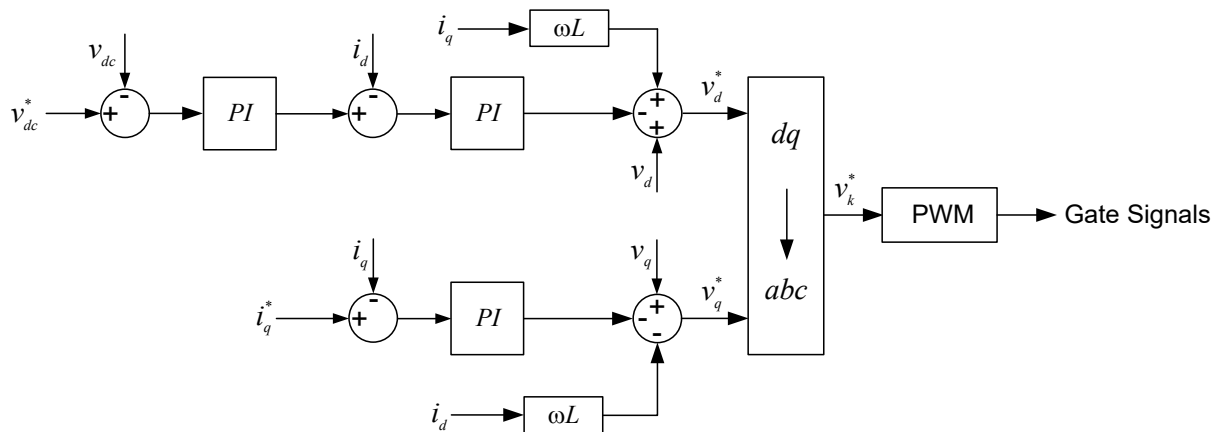 i_q
ωL
v_dc
i_d
v*_dc
+
-
PI
+
-
PI
+
-
+
v*_d
v_d
dq
abc
v*_k
PWM
Gate Signals
i_q
i*_q
+
-
PI
v_q
+
-
-
v*_q
i_d
ωL